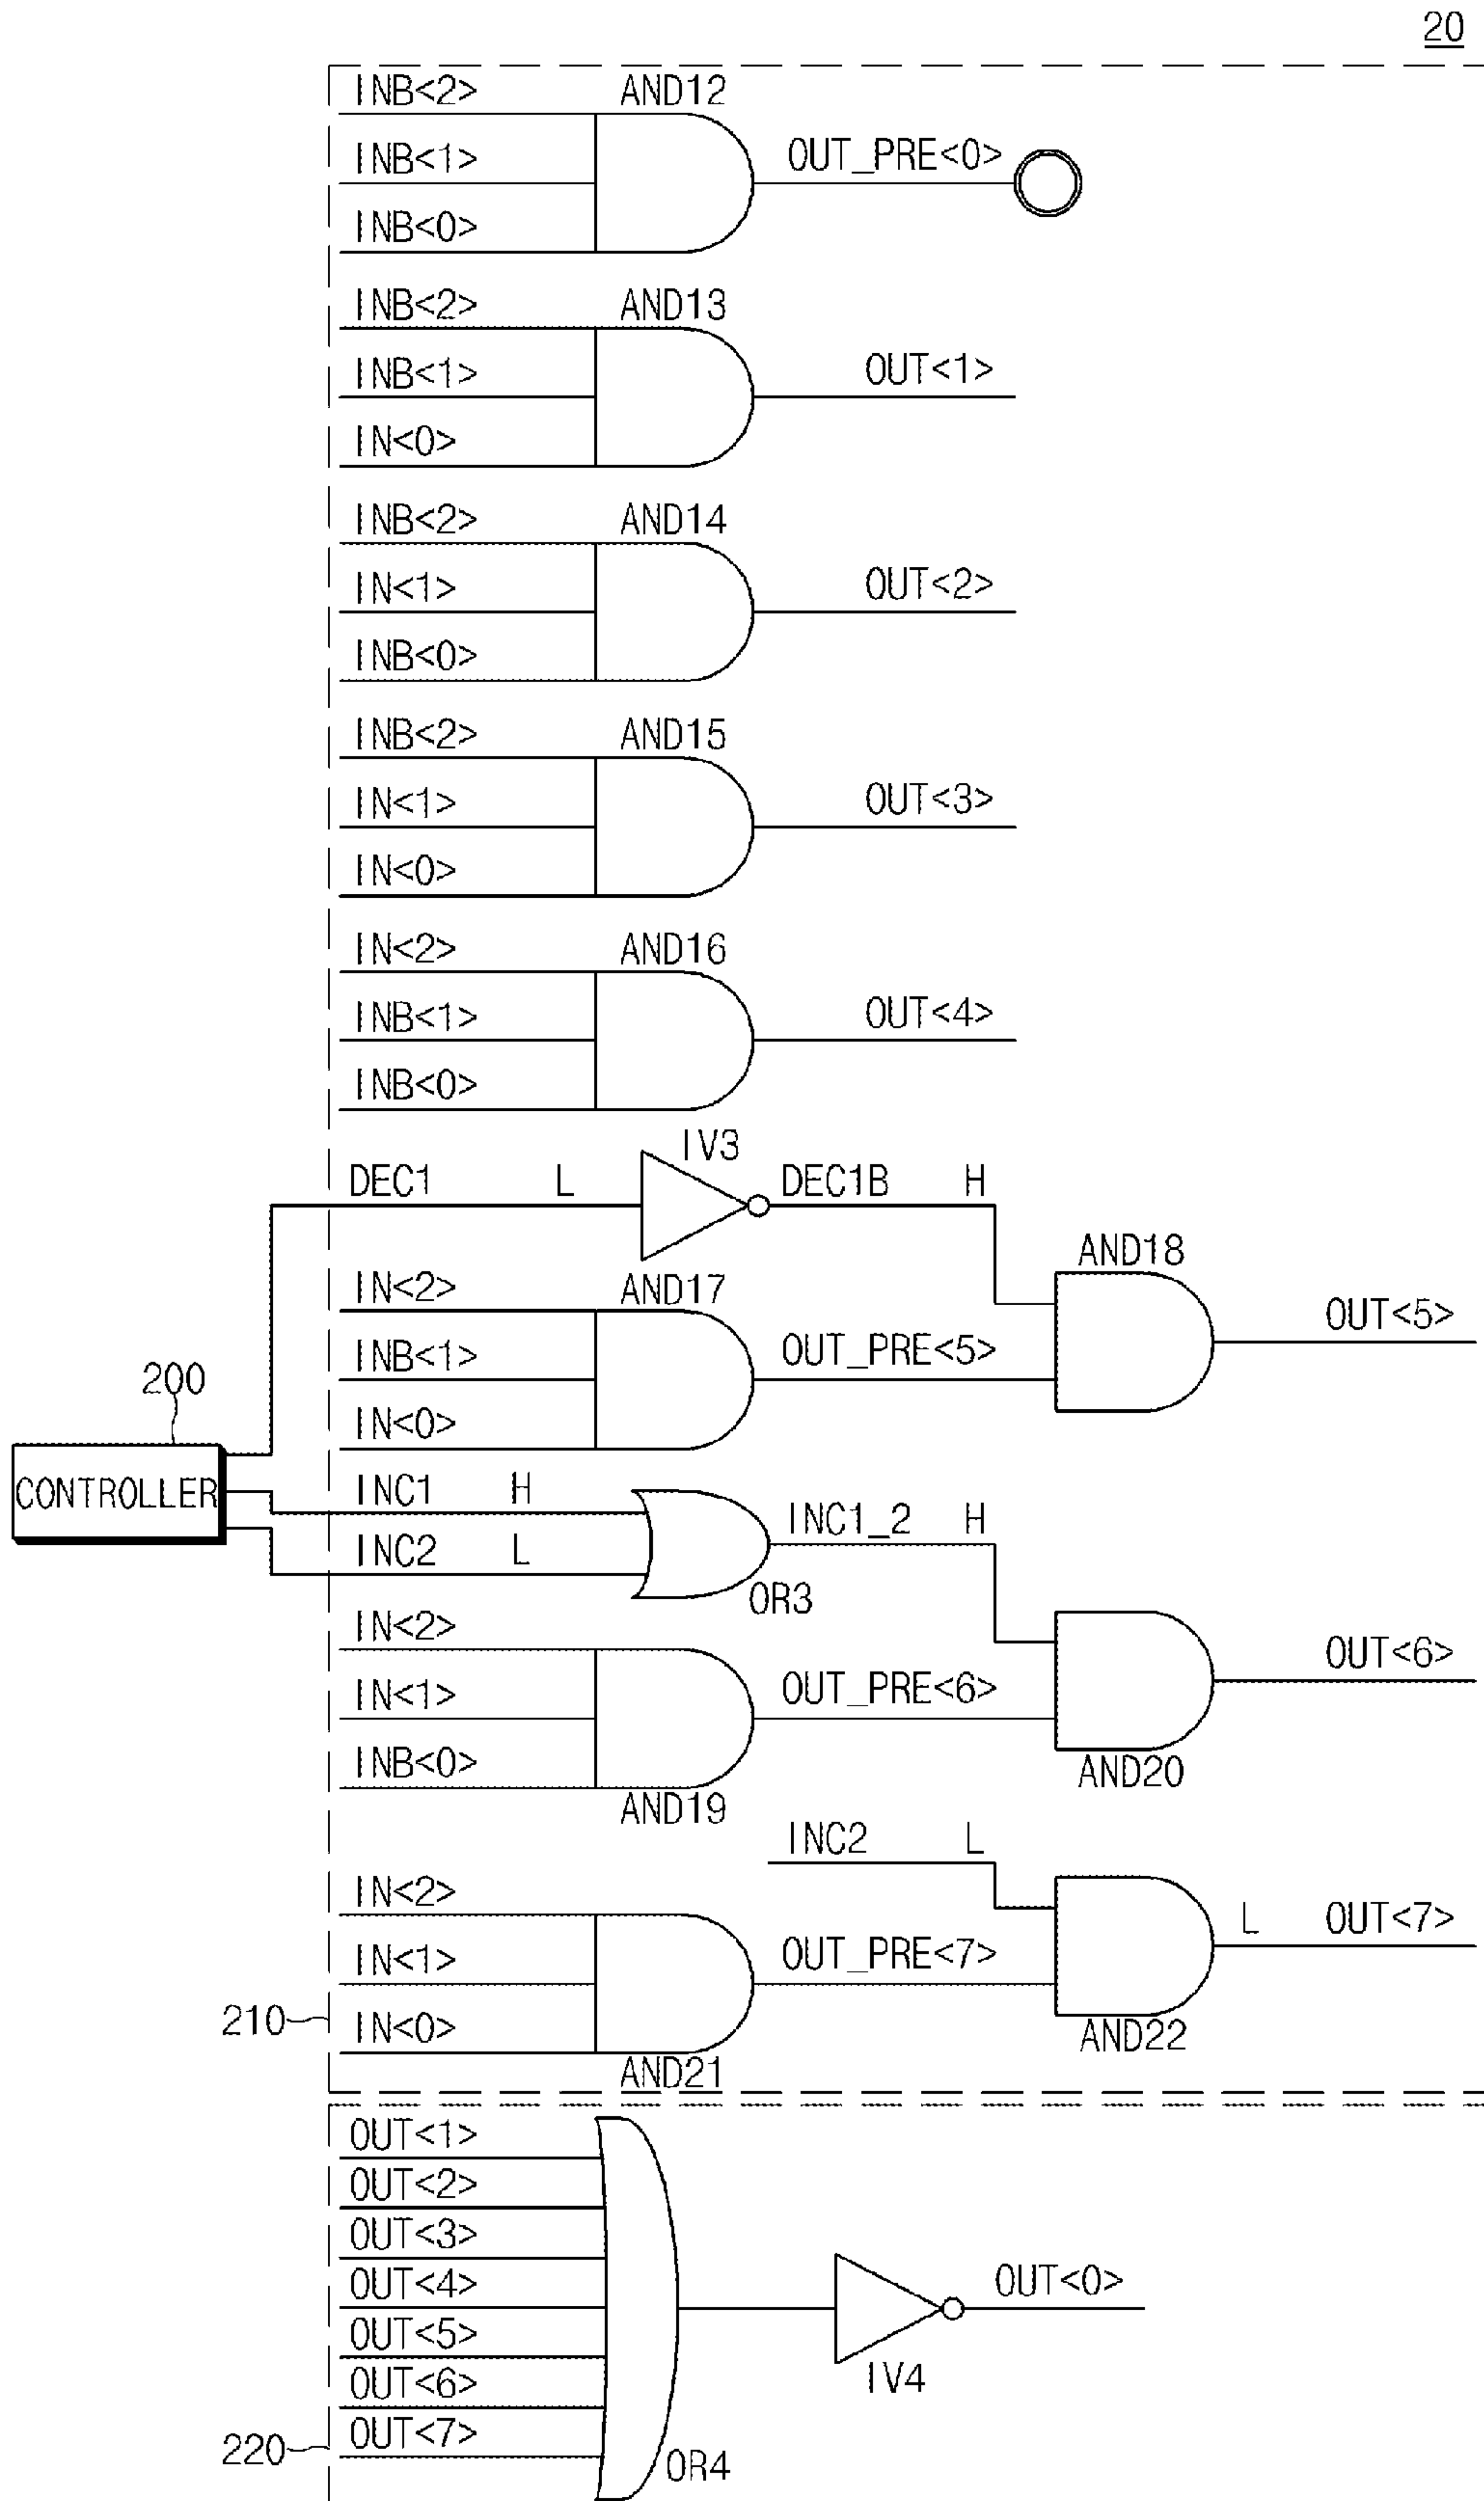 20
INB<2>
AND12
INB<1>
OUT_PRE<0>
INB<0>
INB<2>
AND13
INB<1>
OUT<1>
IN<0>
INB<2>
AND14
IN<1>
OUT<2>
INB<0>
INB<2>
AND15
IN<1>
OUT<3>
IN<0>
IN<2>
AND16
INB<1>
OUT<4>
INB<0>
IV3
DEC1 L
DEC1B H
AND18
IN<2>
AND17
OUT<5>
INB<1>
OUT_PRE<5>
200
IN<0>
CONTROLLER
INC1 H
INC1_2 H
INC2 L
OR3
IN<2>
OUT<6>
IN<1>
OUT_PRE<6>
INB<0>
AND20
AND19
INC2 L
IN<2>
L OUT<7>
IN<1>
OUT_PRE<7>
210
IN<0>
AND22
AND21
OUT<1>
OUT<2>
OUT<3>
OUT<4>
OUT<0>
OUT<5>
OUT<6>
IV4
OUT<7>
220
OR4